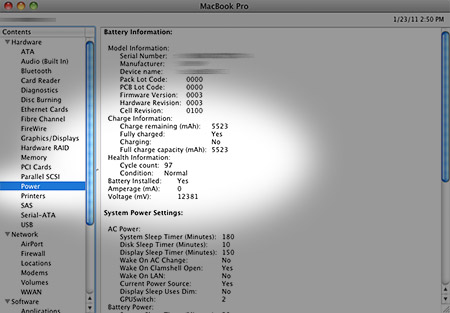 MacBook Pro
1/23/11 2:50 PM
Contents
Hardware
ATA
Audio (Built In)
Bluetooth
Card Reader
Diagnostics
Disc Burning
Ethernet Cards
Fibre Channel
FireWire
Graphics/Displays
Hardware RAID
Memory
PCI Cards
Parallel SCSI
Power
Printers
SAS
Serial-ATA
USB
Network
AirPort
Firewall
Locations
Modems
Volumes
WWAN
Software
Applications
Battery Information:
Model Information:
Serial Number:
Manufacturer:
Device name:
Pack Lot Code: 0000
PCB Lot Code: 0000
Firmware Version: 0003
Hardware Revision: 0003
Cell Revision: 0100
Charge Information:
Charge remaining (mAh): 5523
Fully charged: Yes
Charging: No
Full charge capacity (mAh): 5523
Health Information:
Cycle count: 97
Condition: Normal
Battery Installed: Yes
Amperage (mA): 0
Voltage (mV): 12381
System Power Settings:
AC Power:
System Sleep Timer (Minutes): 180
Disk Sleep Timer (Minutes): 10
Display Sleep Timer (Minutes): 150
Wake On AC Change: No
Wake On Clamshell Open: Yes
Wake On LAN: No
Current Power Source: Yes
Display Sleep Uses Dim: No
GPUSwitch: 2
Battery Power: